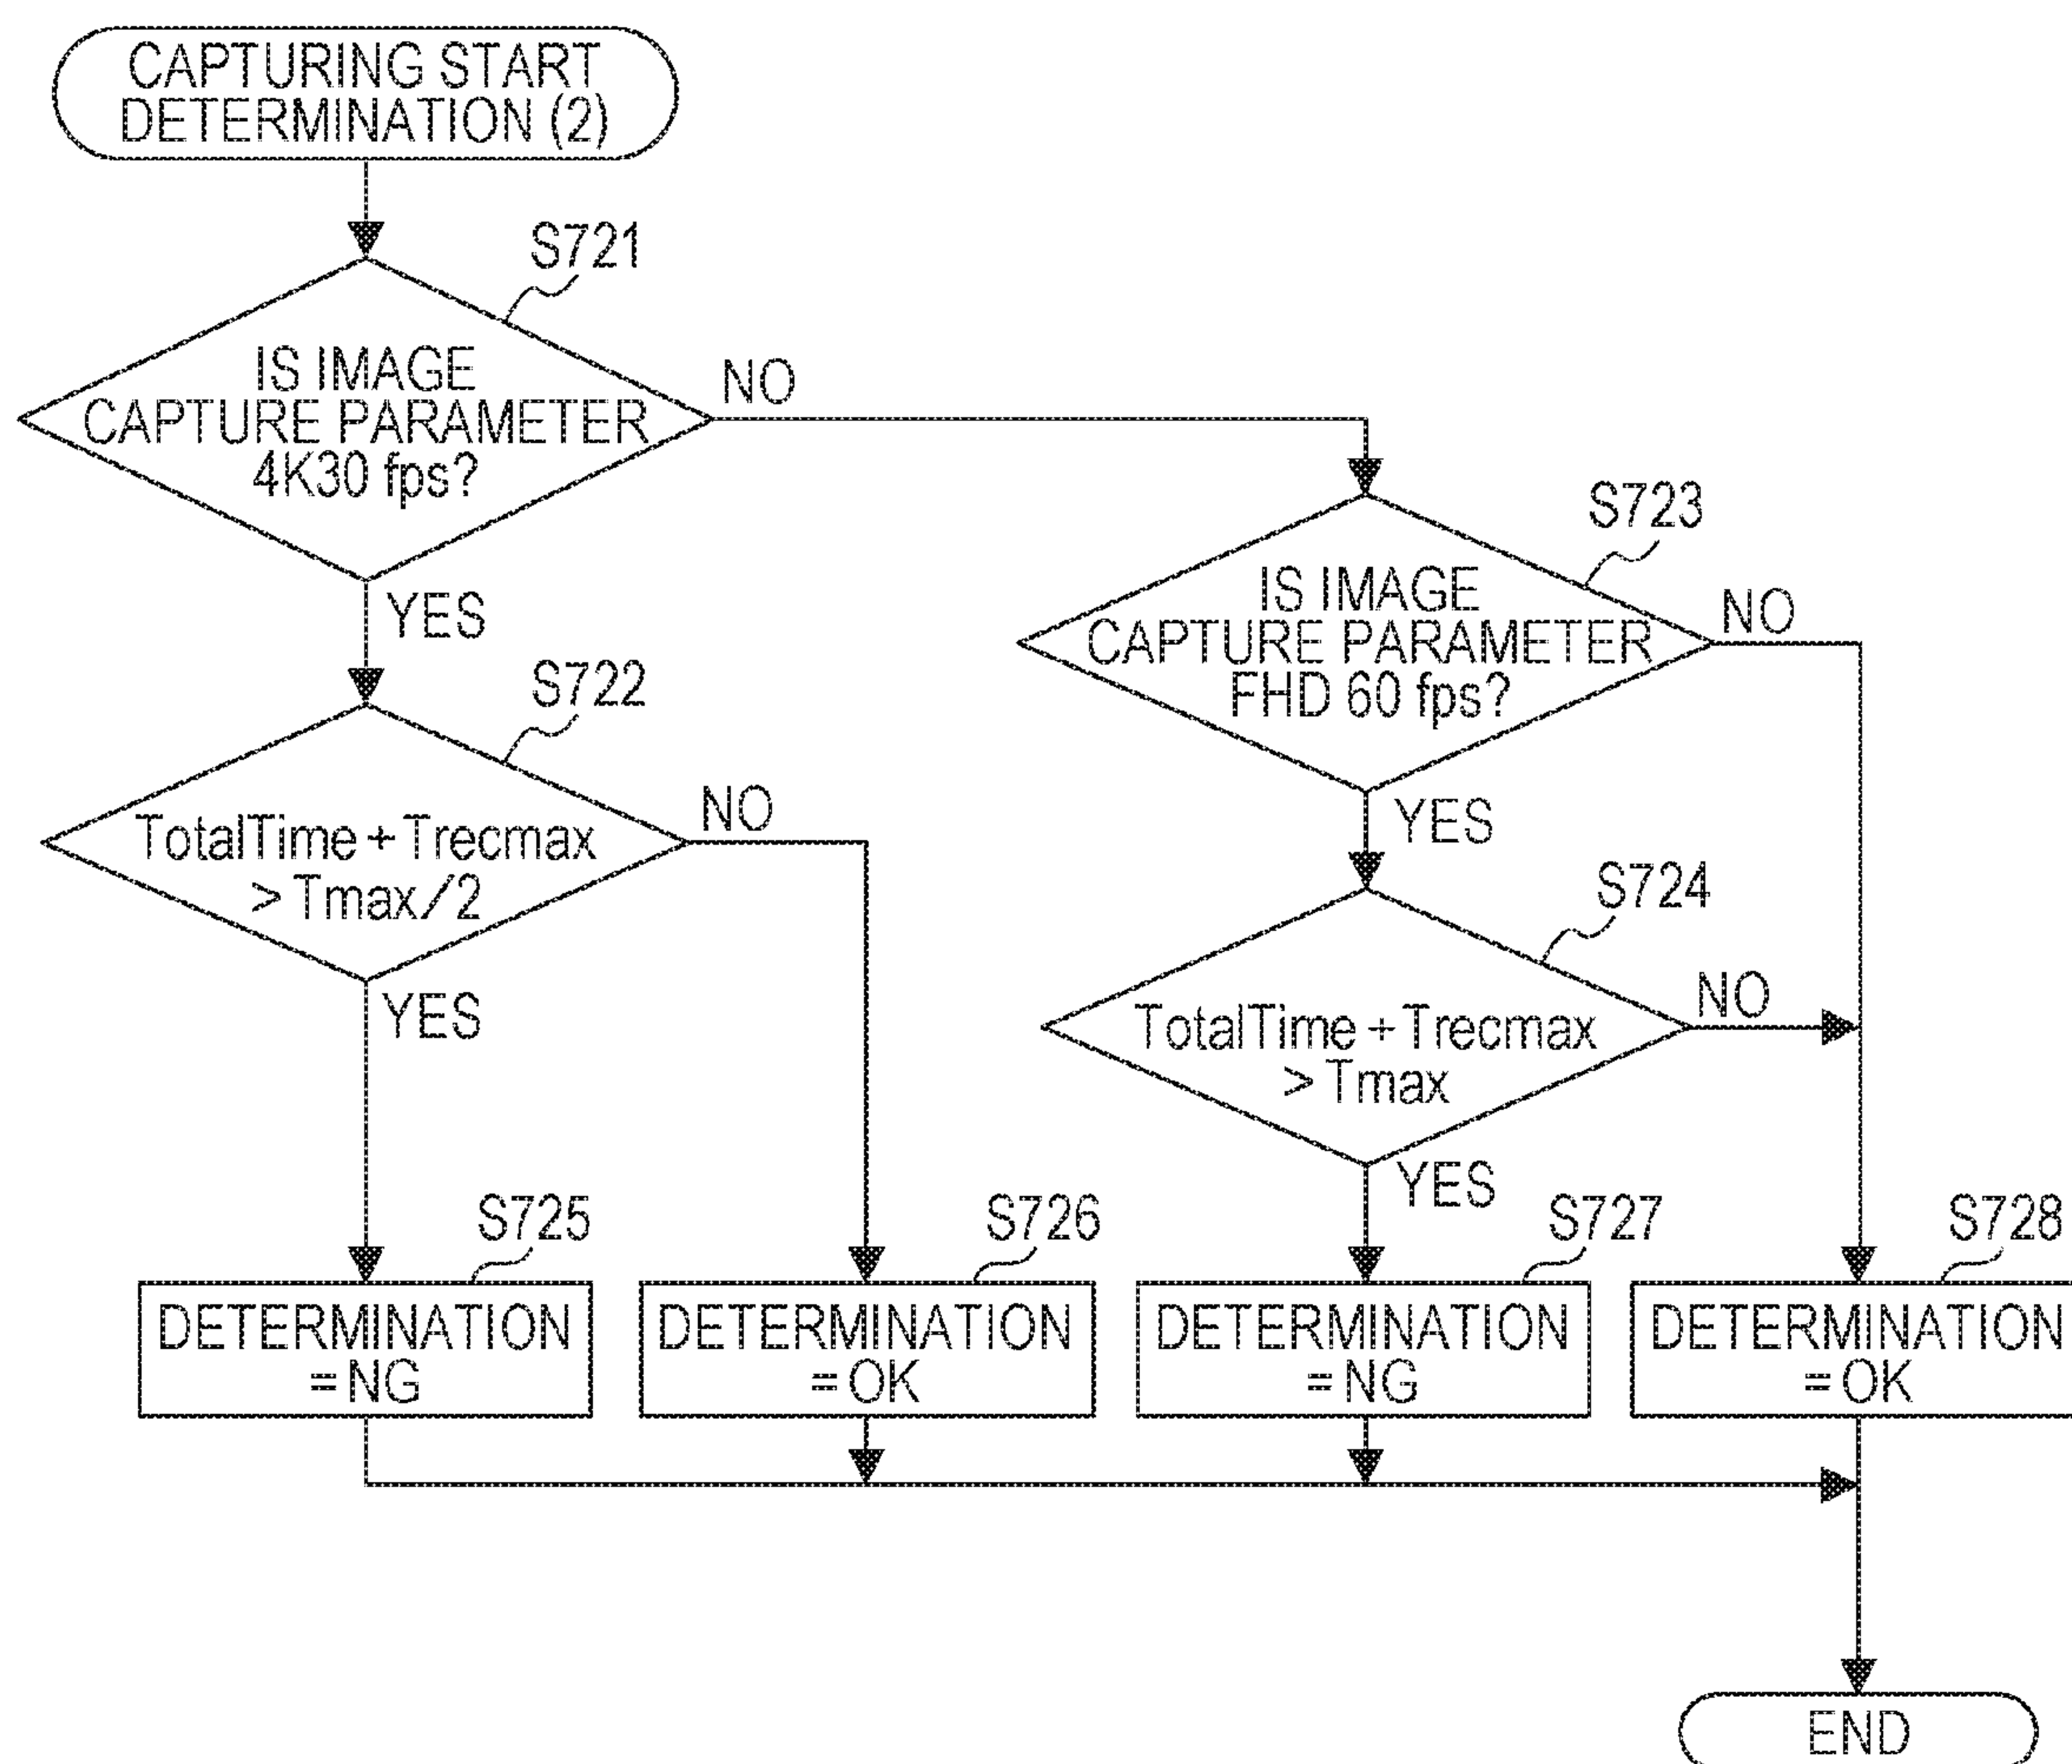 CAPTURING START
DETERMINATION (2)
S721
IS IMAGE
CAPTURE PARAMETER
4K30 fps?
NO
YES
S723
IS IMAGE
CAPTURE PARAMETER
FHD 60 fps?
NO
YES
S722
TotalTime + Trecmax
> Tmax/2
NO
YES
S724
TotalTime + Trecmax
> Tmax
NO
YES
S725
DETERMINATION
= NG
S726
DETERMINATION
= OK
S727
DETERMINATION
= NG
S728
DETERMINATION
= OK
END